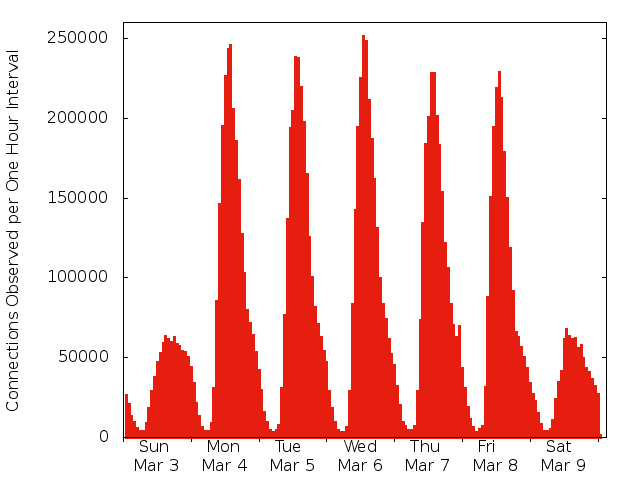 Connections Observed per One Hour Interval
250000
200000
150000
100000
50000
0
Sun Mon Tue Wed Thu Fri Sat
Mar 3 Mar 4 Mar 5 Mar 6 Mar 7 Mar 8 Mar 9